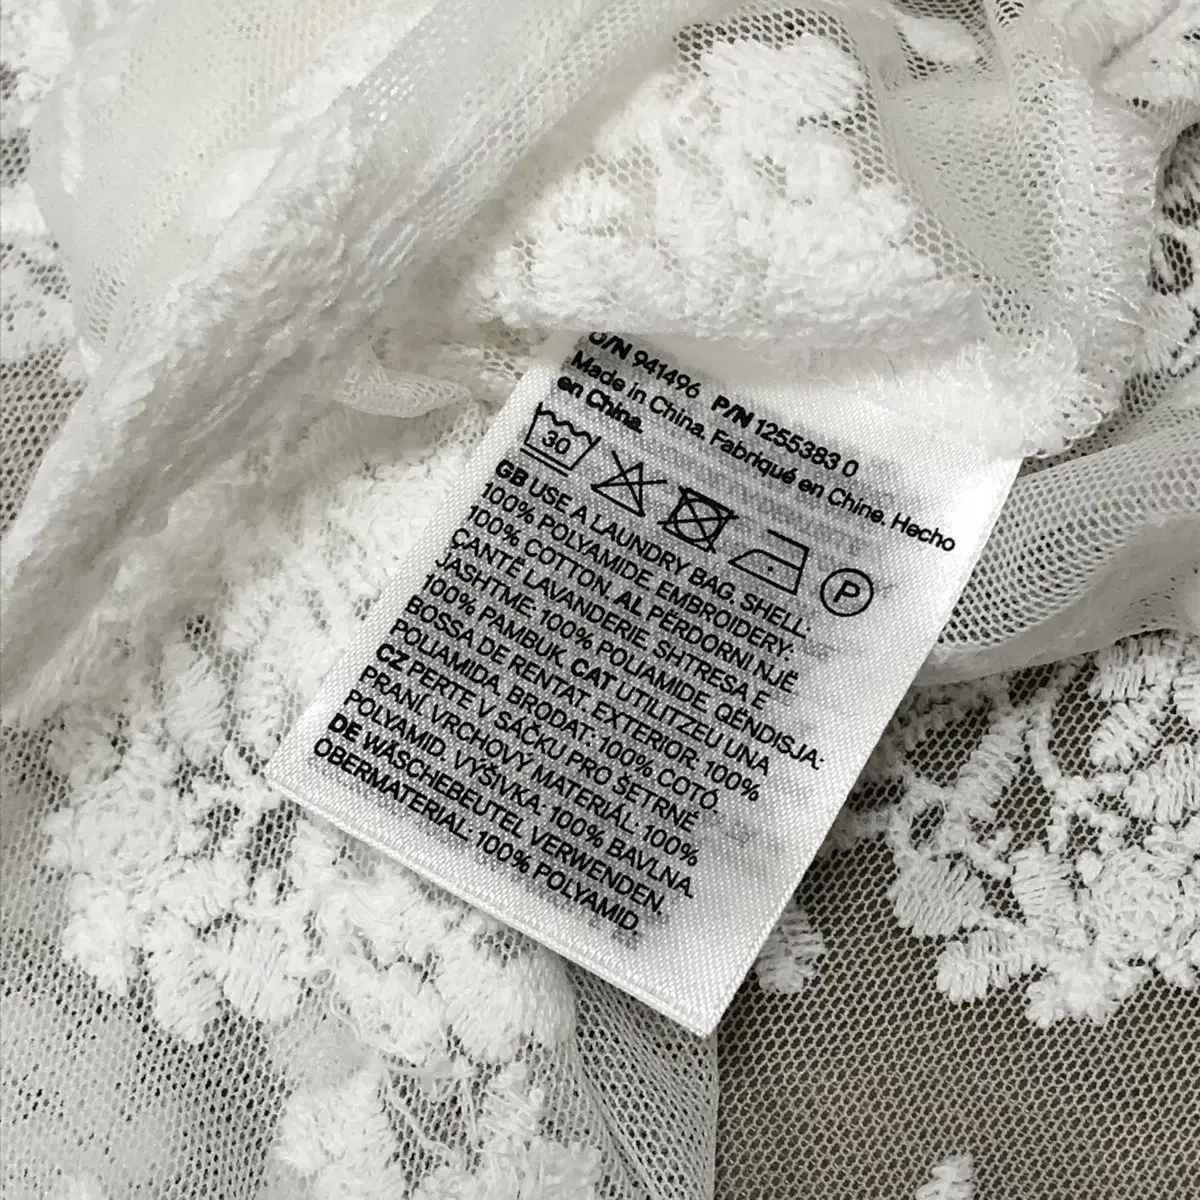 O/N 941496 P/N 1255383 0
Made in China. Fabriqué en Chine. Hecho
en China.
30
P
GB USE A LAUNDRY BAG. SHELL:
100% POLYAMIDE. EMBROIDERY:
100% COTTON. AL PËRDORNI NJË
ÇANTË LAVANDERIE. SHTRESA E
JASHTME: 100% POLIAMIDE. QËNDISJA:
100% PAMBUK. CAT UTILITZEU UNA
BOSSA DE RENTAT. EXTERIOR: 100%
POLIAMIDA. BRODAT: 100% COTÓ.
CZ PERTE V SÁČKU PRO ŠETRNÉ
PRANÍ. VRCHOVÝ MATERIÁL: 100%
POLYAMID. VÝŠIVKA: 100% BAVLNA.
DE WÄSCHEBEUTEL VERWENDEN.
OBERMATERIAL: 100% POLYAMID.